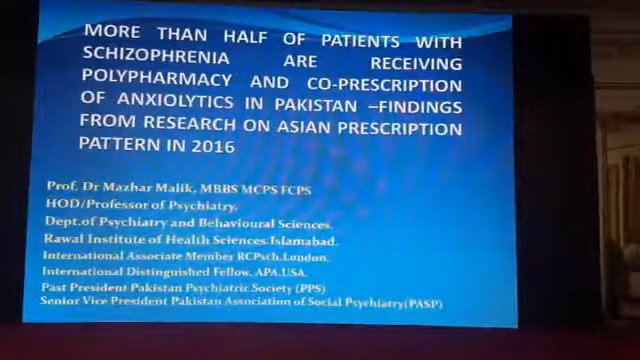 MORE THAN HALF OF PATIENTS WITH
SCHIZOPHRENIA ARE RECEIVING
POLYPHARMACY AND CO-PRESCRIPTION
OF ANXIOLYTICS IN PAKISTAN –FINDINGS
FROM RESEARCH ON ASIAN PRESCRIPTION
PATTERN IN 2016
Prof. Dr Mazhar Malik, MBBS MCPS FCPS
HOD/Professor of Psychiatry,
Dept.of Psychiatry and Behavioural Sciences.
Rawal Institute of Health Sciences.Islamabad.
International Associate Member RCPsch.London.
International Distinguished Fellow. APA.USA.
Past President Pakistan Psychiatric Society (PPS)
Senior Vice President Pakistan Association of Social Psychiatry(PASP)